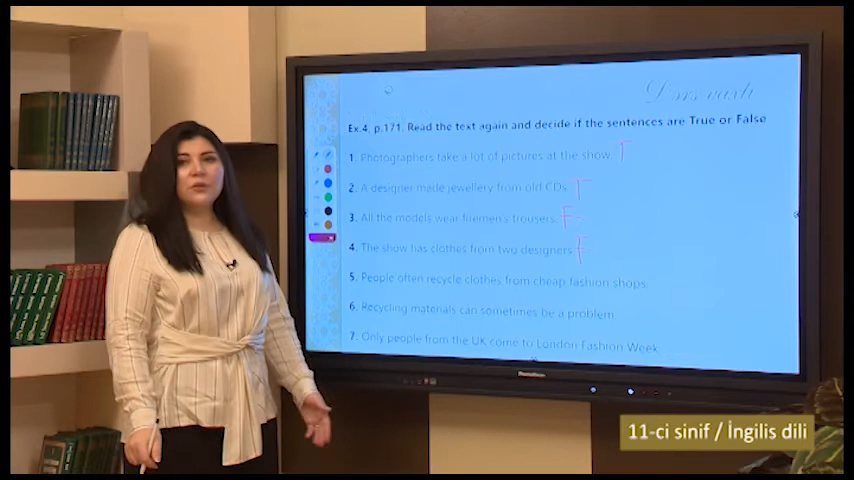 Dərs vaxtı
Ex.4, p.171. Read the text again and decide if the sentences are True or False
1. Photographers take a lot of pictures at the show. T
2. A designer made jewellery from old CDs. T
3. All the models wear firemen's trousers. F
4. The show has clothes from two designers. F
5. People often recycle clothes from cheap fashion shops.
6. Recycling materials can sometimes be a problem.
7. Only people from the UK come to London Fashion Week.
11-ci sinif / İngilis dili